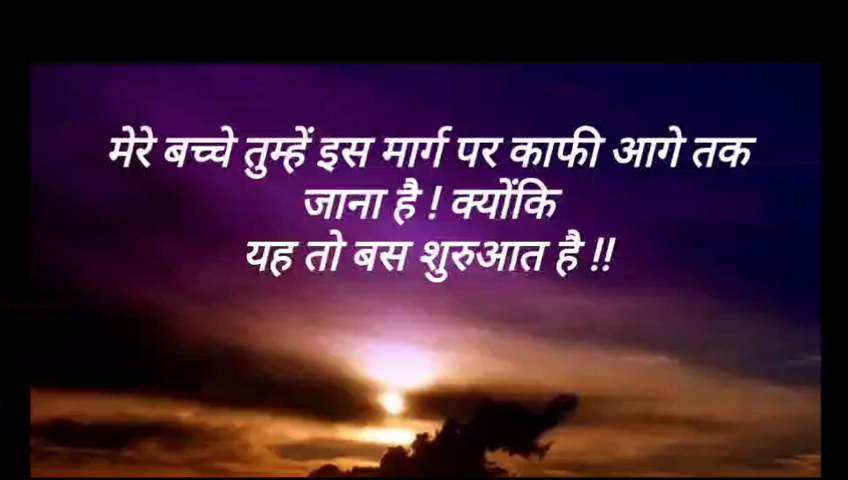 मेरे बच्चे तुम्हें इस मार्ग पर काफी आगे तक
जाना है ! क्योंकि
यह तो बस शुरुआत है !!